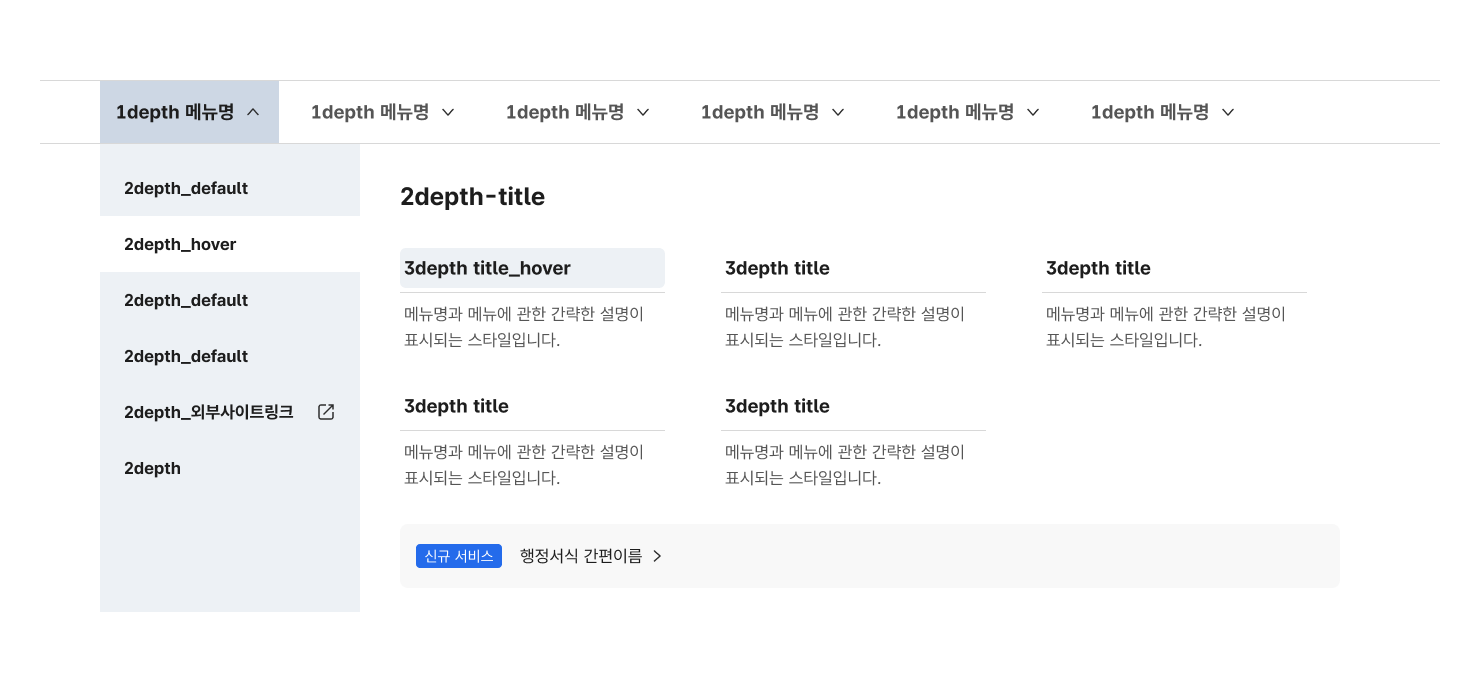 1depth 메뉴명
1depth 메뉴명
1depth 메뉴명
1depth 메뉴명
1depth 메뉴명
1depth 메뉴명
2depth_default
2depth_hover
2depth_default
2depth_default
2depth_외부사이트링크
2depth
2depth-title
3depth title_hover
메뉴명과 메뉴에 관한 간략한 설명이
표시되는 스타일입니다.
3depth title
메뉴명과 메뉴에 관한 간략한 설명이
표시되는 스타일입니다.
3depth title
메뉴명과 메뉴에 관한 간략한 설명이
표시되는 스타일입니다.
3depth title
메뉴명과 메뉴에 관한 간략한 설명이
표시되는 스타일입니다.
3depth title
메뉴명과 메뉴에 관한 간략한 설명이
표시되는 스타일입니다.
신규 서비스 행정서식 간편이름